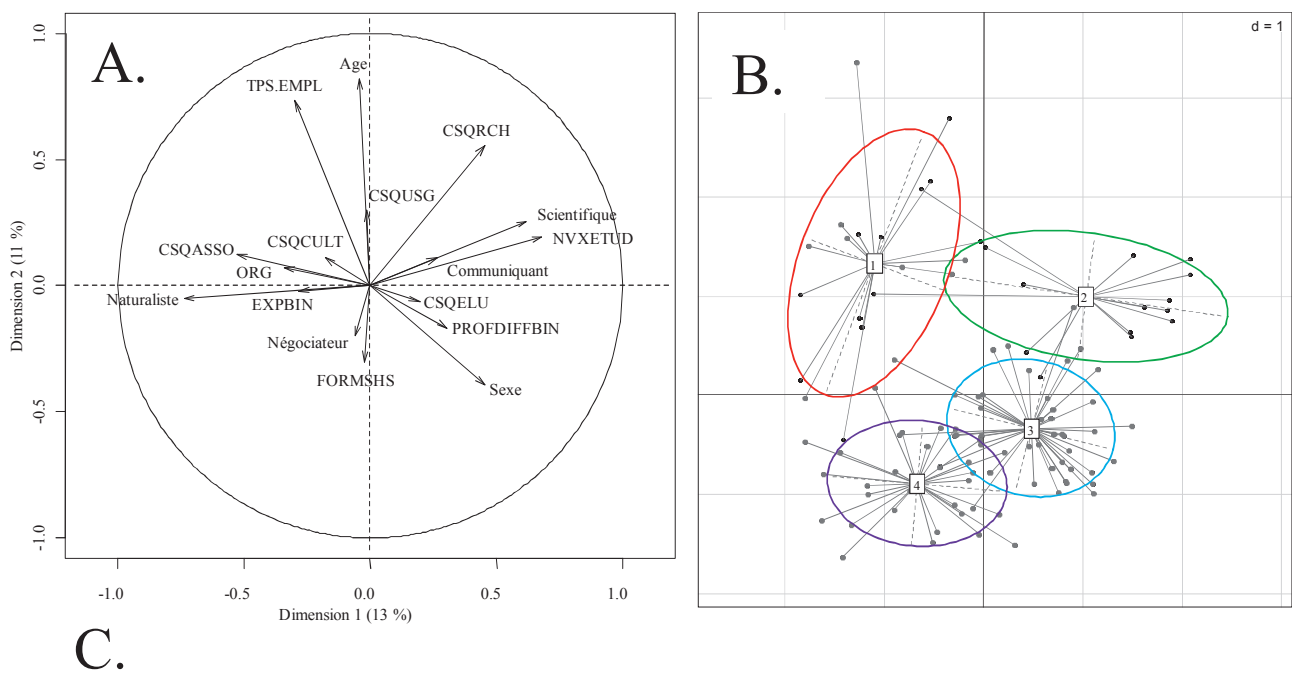 A.
1.0
0.5
0.0
-0.5
-1.0
Dimension 2 (11 %)
Age
TPS.EMPL
CSQRCH
CSQUSG
Scientifique
NVXETUD
CSQASSO
CSQCULT
ORG
Communiquant
Naturaliste
EXPBIN
CSQELU
PROFDIFFBIN
Négociateur
FORMSHS
Sexe
-1.0
-0.5
0.0
0.5
1.0
Dimension 1 (13 %)
B.
d = 1
1
2
3
4
C.